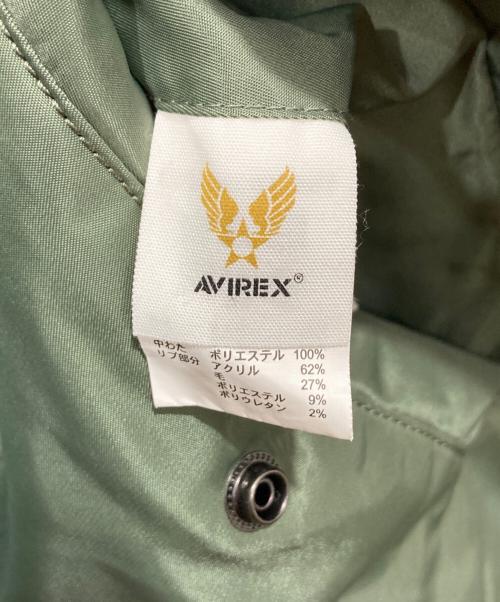 AVIREX®
中わた ポリエステル 100%
リブ部分 アクリル 62%
毛 27%
ポリエステル 9%
ポリウレタン 2%